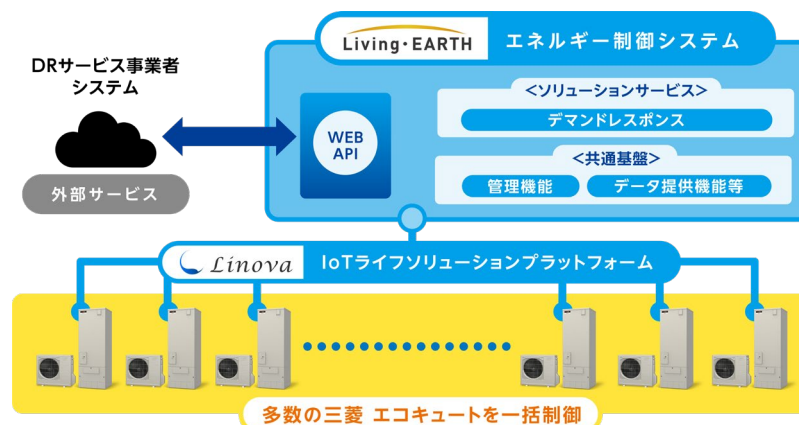 Living・EARTH エネルギー制御システム
DRサービス事業者
システム
外部サービス
WEB
API
<ソリューションサービス>
デマンドレスポンス
<共通基盤>
管理機能 データ提供機能等
Linova IoTライフソリューションプラットフォーム
多数の三菱 エコキュートを一括制御